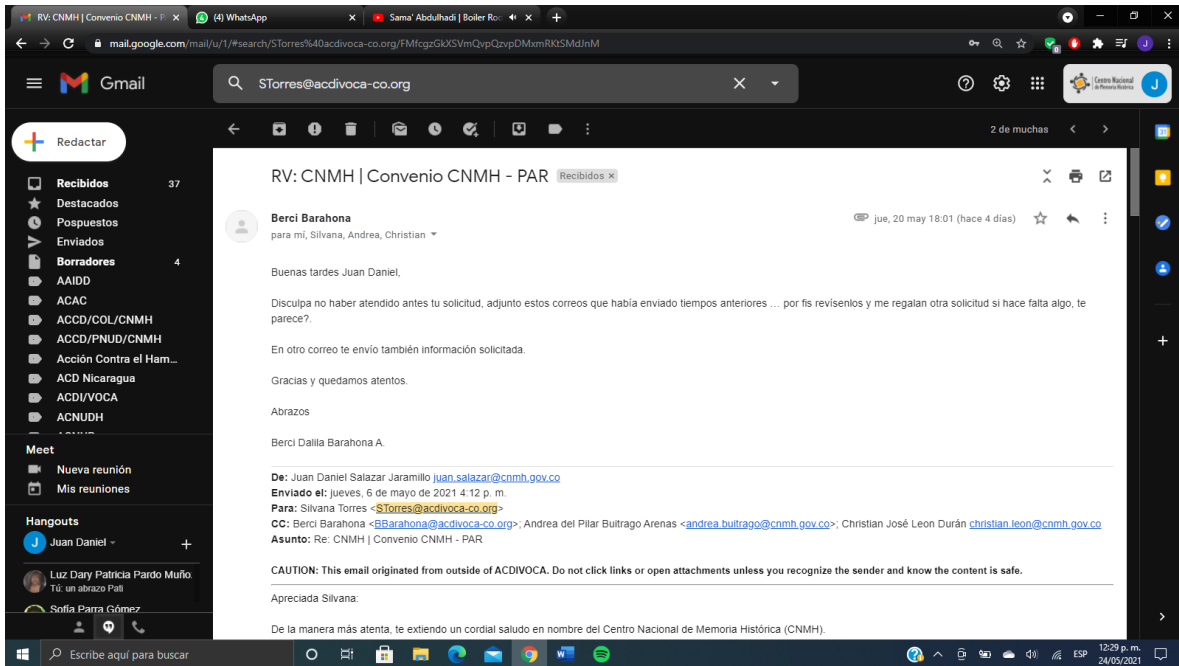 RV: CNMH | Convenio CNMH - P
(4) WhatsApp
Sama' Abdulhadi | Boiler Roo
mail.google.com/mail/u/1/#search/STorres%40acdivoca-co.org/FMfcgzGkXSVmQvpQzvpDMxmRKtSMdJnM
Gmail
STorres@acdivoca-co.org
Centro Nacional
de Memoria Histórica
J
Redactar
2 de muchas
Recibidos 37
Destacados
Pospuestos
Enviados
Borradores 4
AAIDD
ACAC
ACCD/COL/CNMH
ACCD/PNUD/CNMH
Acción Contra el Ham...
ACD Nicaragua
ACDI/VOCA
ACNUDH
Meet
Nueva reunión
Mis reuniones
Hangouts
J Juan Daniel
Luz Dary Patricia Pardo Muño
Tú: un abrazo Pati
Sofía Parra Gómez
RV: CNMH | Convenio CNMH - PAR Recibidos x
Berci Barahona jue, 20 may 18:01 (hace 4 días)
para mí, Silvana, Andrea, Christian
Buenas tardes Juan Daniel,
Disculpa no haber atendido antes tu solicitud, adjunto estos correos que había enviado tiempos anteriores … por fis revísenlos y me regalan otra solicitud si hace falta algo, te
parece?.
En otro correo te envío también información solicitada.
Gracias y quedamos atentos.
Abrazos
Berci Dalila Barahona A.
De: Juan Daniel Salazar Jaramillo juan.salazar@cnmh.gov.co
Enviado el: jueves, 6 de mayo de 2021 4:12 p. m.
Para: Silvana Torres <STorres@acdivoca-co.org>
CC: Berci Barahona <BBarahona@acdivoca-co.org>; Andrea del Pilar Buitrago Arenas <andrea.buitrago@cnmh.gov.co>; Christian José Leon Durán christian.leon@cnmh.gov.co
Asunto: Re: CNMH | Convenio CNMH - PAR
CAUTION: This email originated from outside of ACDIVOCA. Do not click links or open attachments unless you recognize the sender and know the content is safe.
Apreciada Silvana:
De la manera más atenta, te extiendo un cordial saludo en nombre del Centro Nacional de Memoria Histórica (CNMH).
Escribe aquí para buscar
ESP
12:29 p. m.
24/05/2021